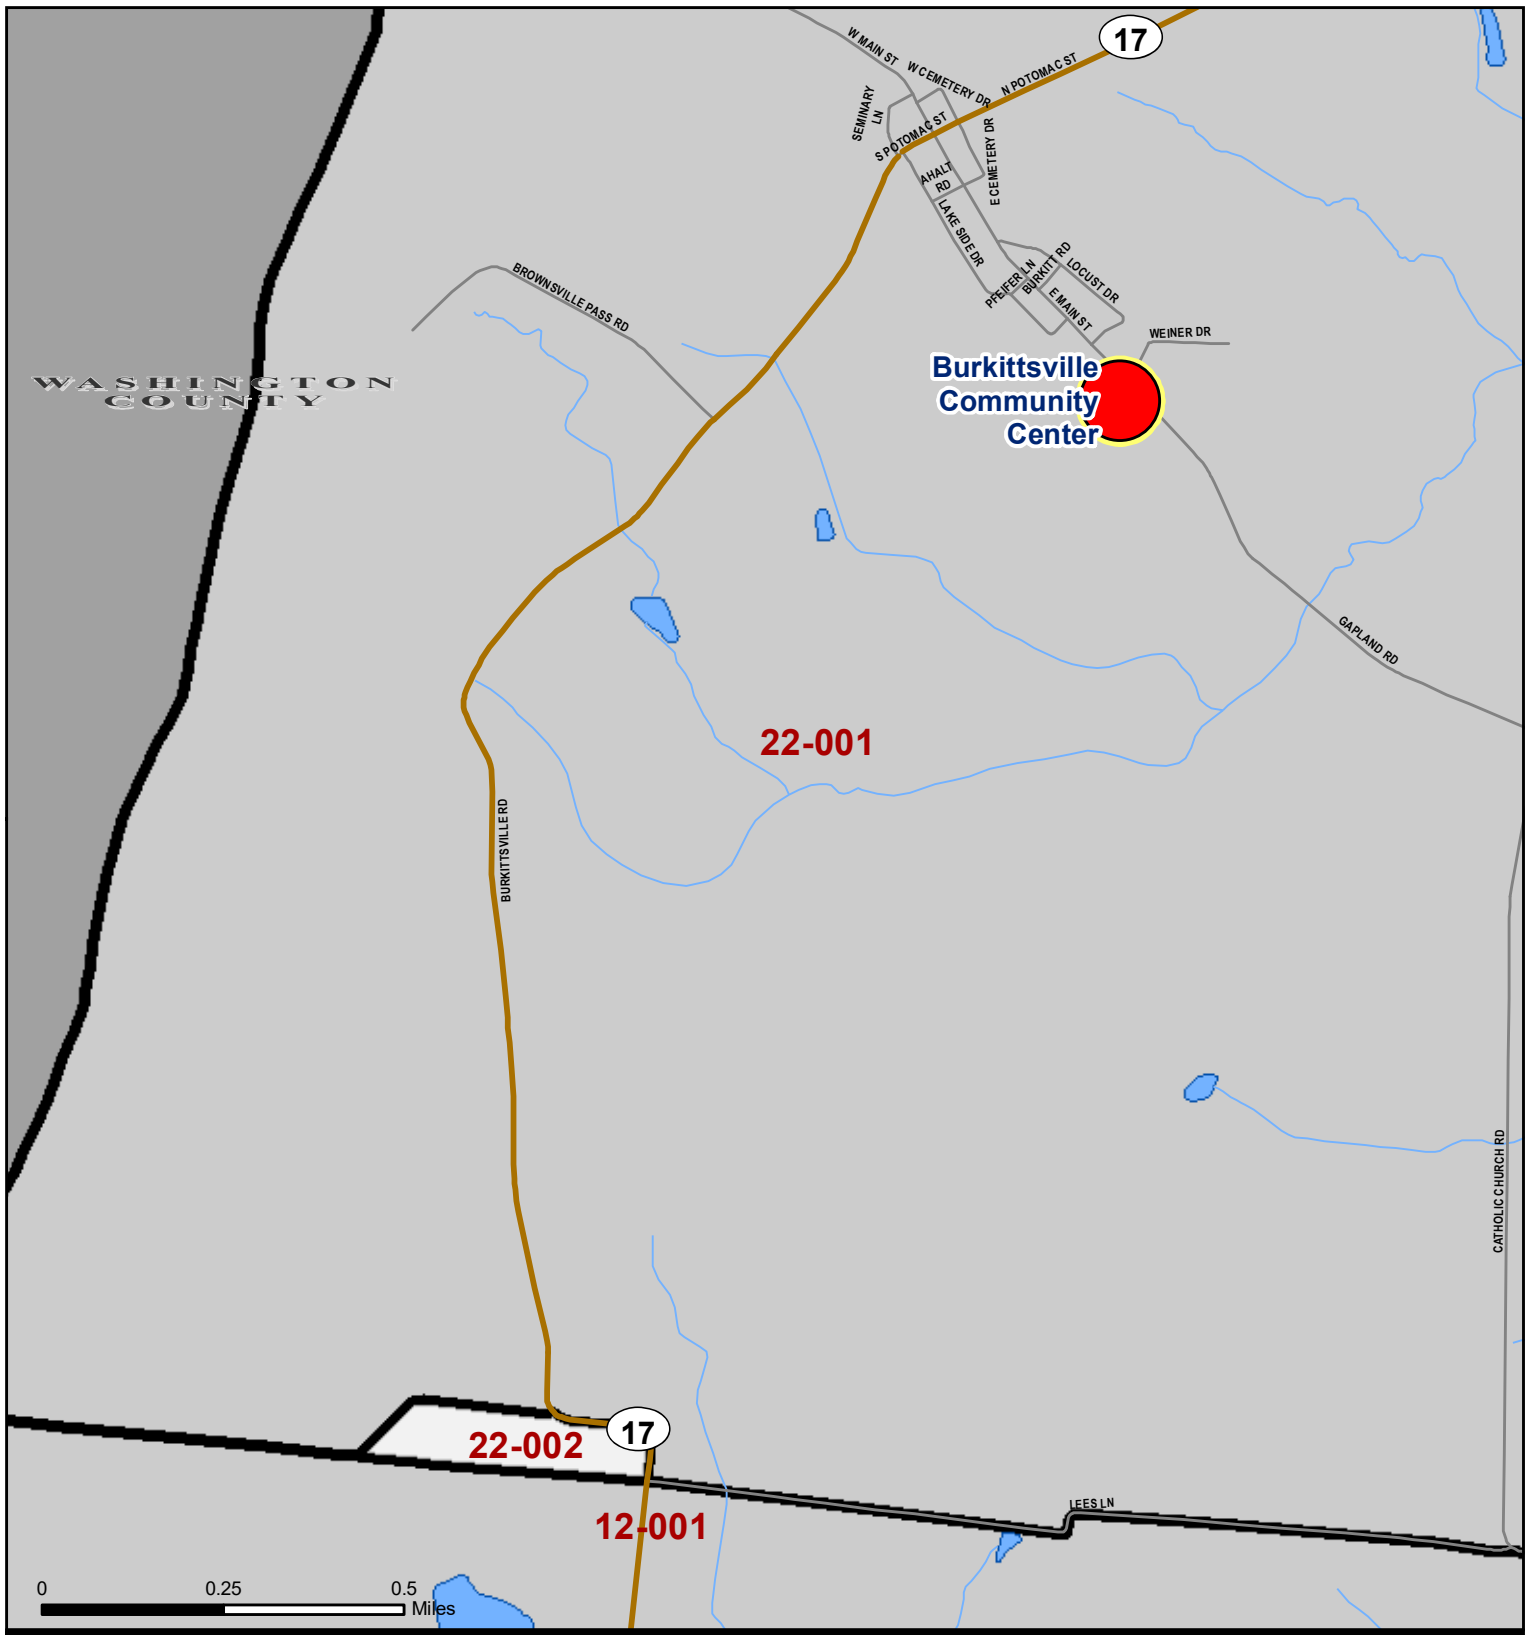 17
W MAIN ST
W CEMETERY DR
N POTOMAC ST
SEMINARY
LN
S POTOMAC ST
E CEMETERY DR
AHALT
RD
LAKE SIDE DR
BROWNSVILLE PASS RD
PFEIFER LN
BURKITT RD
LOCUST DR
E MAIN ST
WEINER DR
WASHINGTON
COUNTY
Burkittsville
Community
Center
GAPLAND RD
22-001
BURKITTSVILLE RD
CATHOLIC CHURCH RD
17
22-002
LEES LN
12-001
0 0.25 0.5
Miles